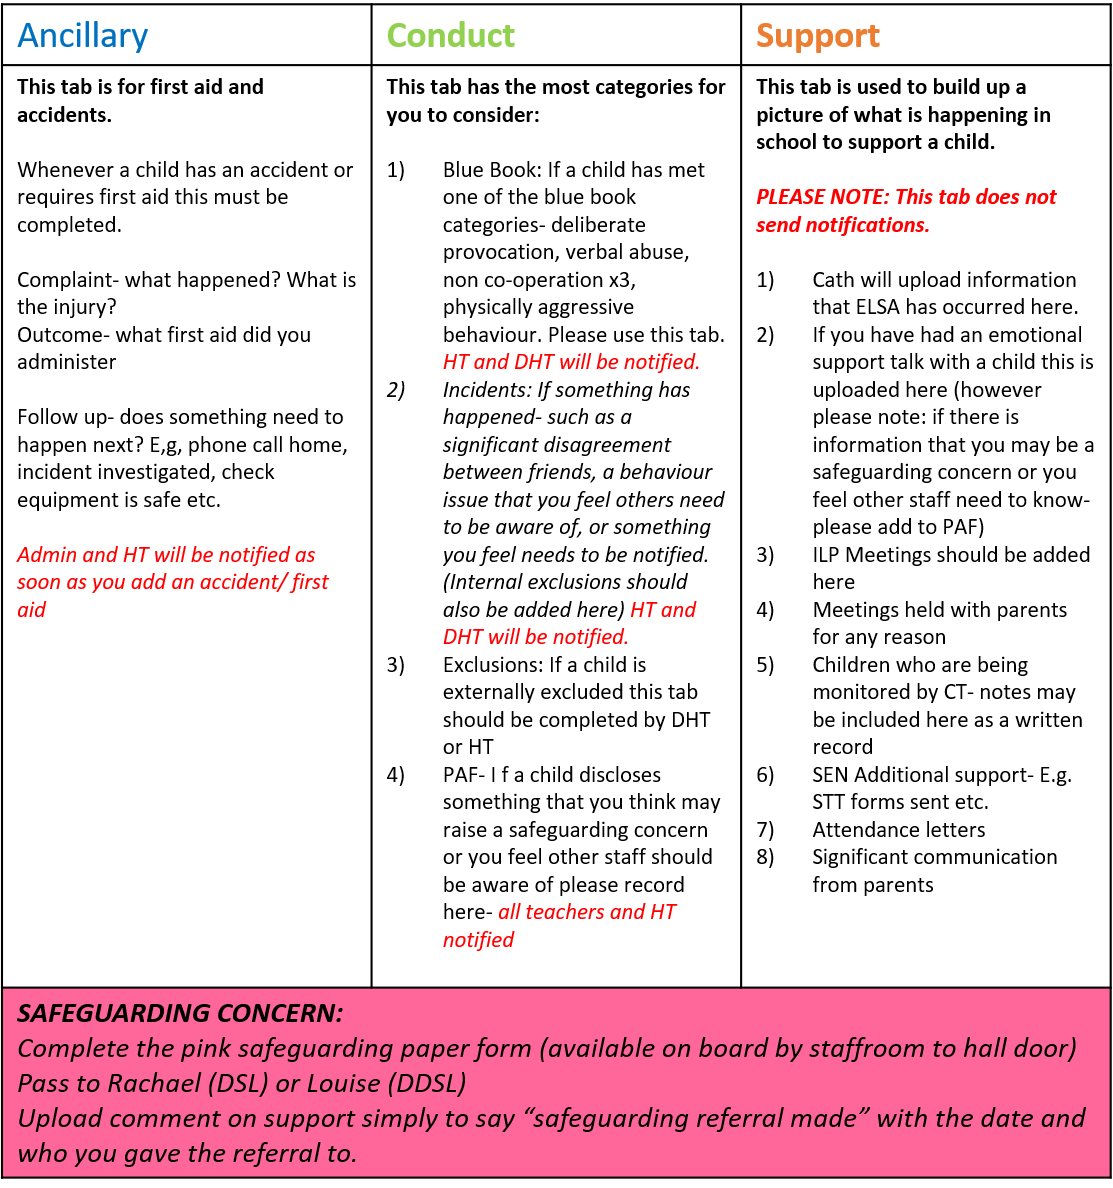 Ancillary
This tab is for first aid and
accidents.
Whenever a child has an accident or
requires first aid this must be
completed.
Complaint- what happened? What is
the injury?
Outcome- what first aid did you
administer
Follow up- does something need to
happen next? E,g, phone call home,
incident investigated, check
equipment is safe etc.
Admin and HT will be notified as
soon as you add an accident/ first
aid
Conduct
This tab has the most categories for
you to consider:
1) Blue Book: If a child has met
one of the blue book
categories- deliberate
provocation, verbal abuse,
non co-operation x3,
physically aggressive
behaviour. Please use this tab.
HT and DHT will be notified.
2) Incidents: If something has
happened- such as a
significant disagreement
between friends, a behaviour
issue that you feel others need
to be aware of, or something
you feel needs to be notified.
(Internal exclusions should
also be added here) HT and
DHT will be notified.
3) Exclusions: If a child is
externally excluded this tab
should be completed by DHT
or HT
4) PAF- I f a child discloses
something that you think may
raise a safeguarding concern
or you feel other staff should
be aware of please record
here- all teachers and HT
notified
Support
This tab is used to build up a
picture of what is happening in
school to support a child.
PLEASE NOTE: This tab does not
send notifications.
1) Cath will upload information
that ELSA has occurred here.
2) If you have had an emotional
support talk with a child this is
uploaded here (however
please note: if there is
information that you may be a
safeguarding concern or you
feel other staff need to know-
please add to PAF)
3) ILP Meetings should be added
here
4) Meetings held with parents
for any reason
5) Children who are being
monitored by CT- notes may
be included here as a written
record
6) SEN Additional support- E.g.
STT forms sent etc.
7) Attendance letters
8) Significant communication
from parents
SAFEGUARDING CONCERN:
Complete the pink safeguarding paper form (available on board by staffroom to hall door)
Pass to Rachael (DSL) or Louise (DDSL)
Upload comment on support simply to say “safeguarding referral made” with the date and
who you gave the referral to.